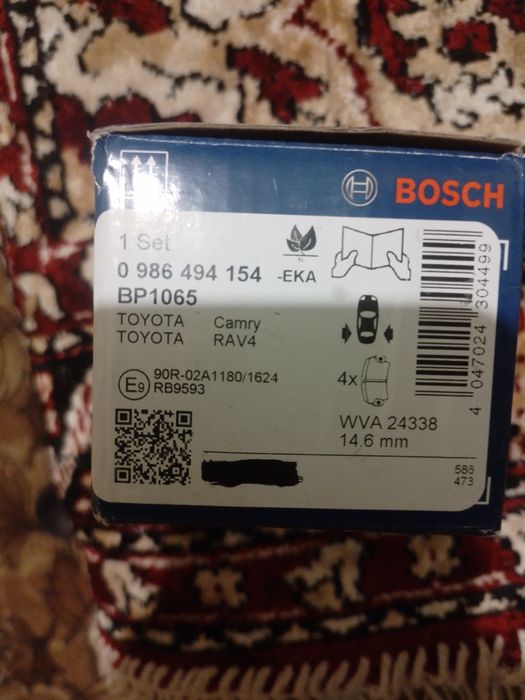 BOSCH
1 Set
0 986 494 154 -EKA
BP1065
TOYOTA Camry
TOYOTA RAV4
E9 90R-02A1180/1624
RB9593
N
4x
WVA 24338
14,6 mm
586
473
4 047024 304499